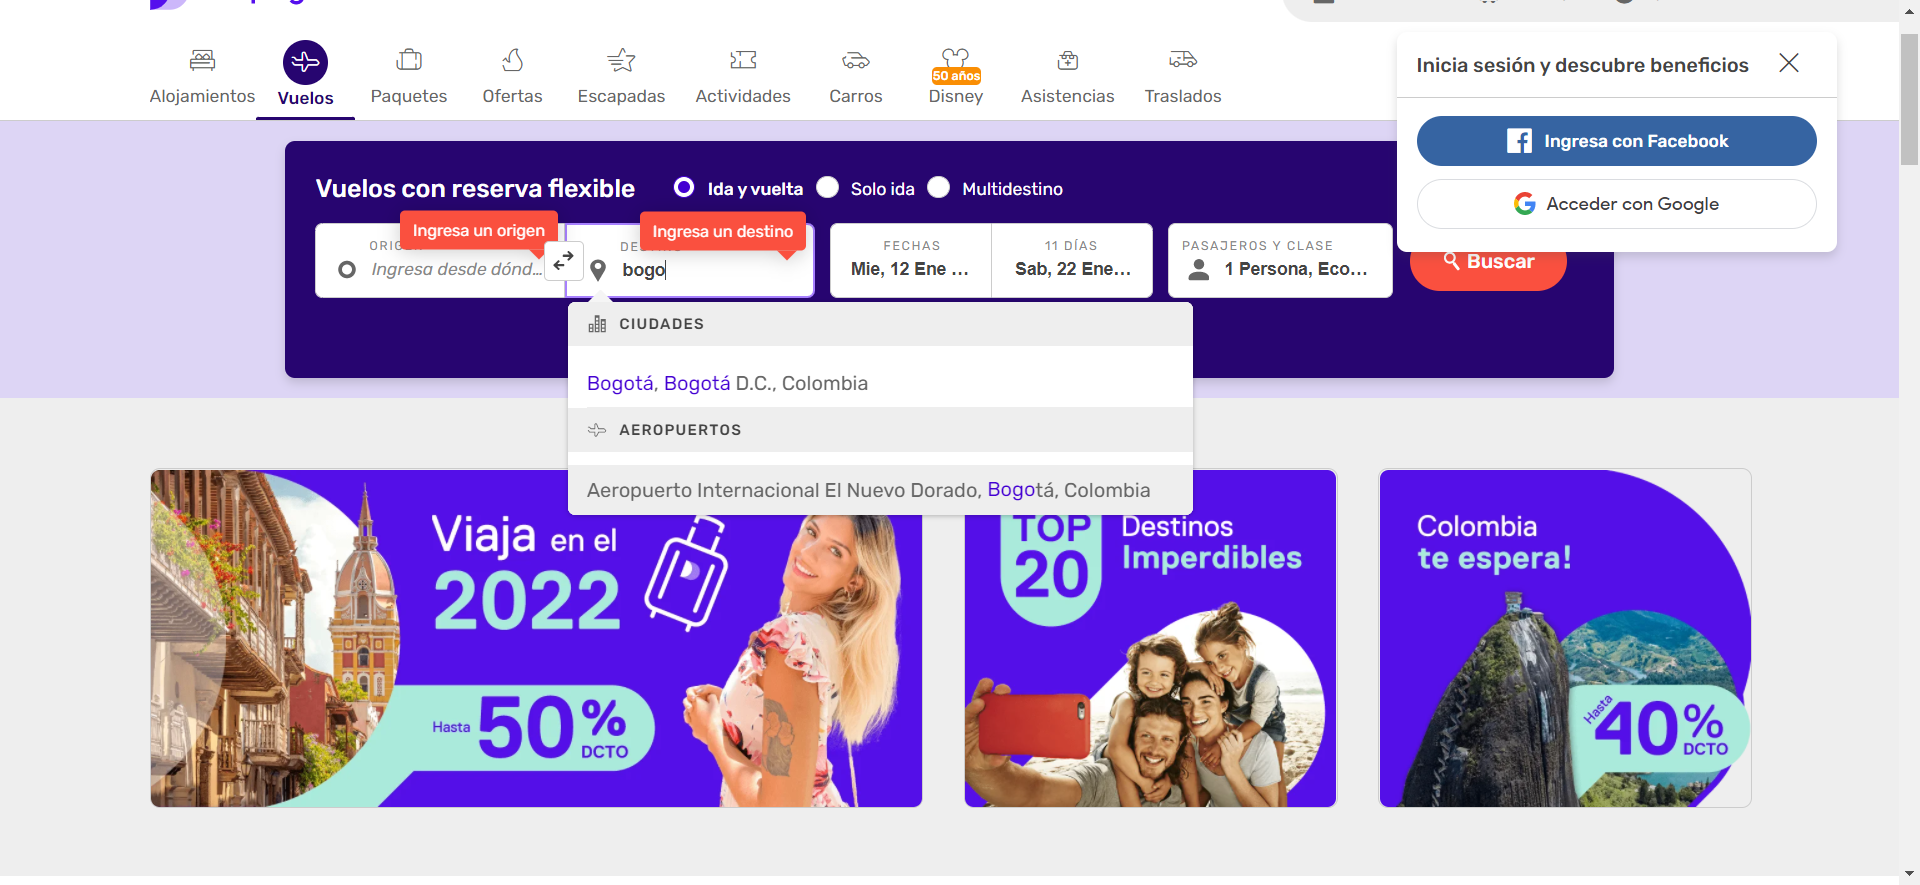 Alojamientos
Vuelos
Paquetes
Ofertas
Escapadas
Actividades
Carros
50 años
Disney
Asistencias
Traslados
Inicia sesión y descubre beneficios
Ingresa con Facebook
Acceder con Google
Vuelos con reserva flexible
Ida y vuelta
Solo ida
Multidestino
Ingresa un origen
Ingresa un destino
Ingresa desde dónd...
bogo
FECHAS
Mie, 12 Ene ...
11 DÍAS
Sab, 22 Ene...
PASAJEROS Y CLASE
1 Persona, Eco...
Buscar
CIUDADES
Bogotá, Bogotá D.C., Colombia
AEROPUERTOS
Aeropuerto Internacional El Nuevo Dorado, Bogotá, Colombia
Viaja en el
2022
Hasta 50% DCTO
TOP
20
Destinos
Imperdibles
Colombia
te espera!
Hasta 40% DCTO